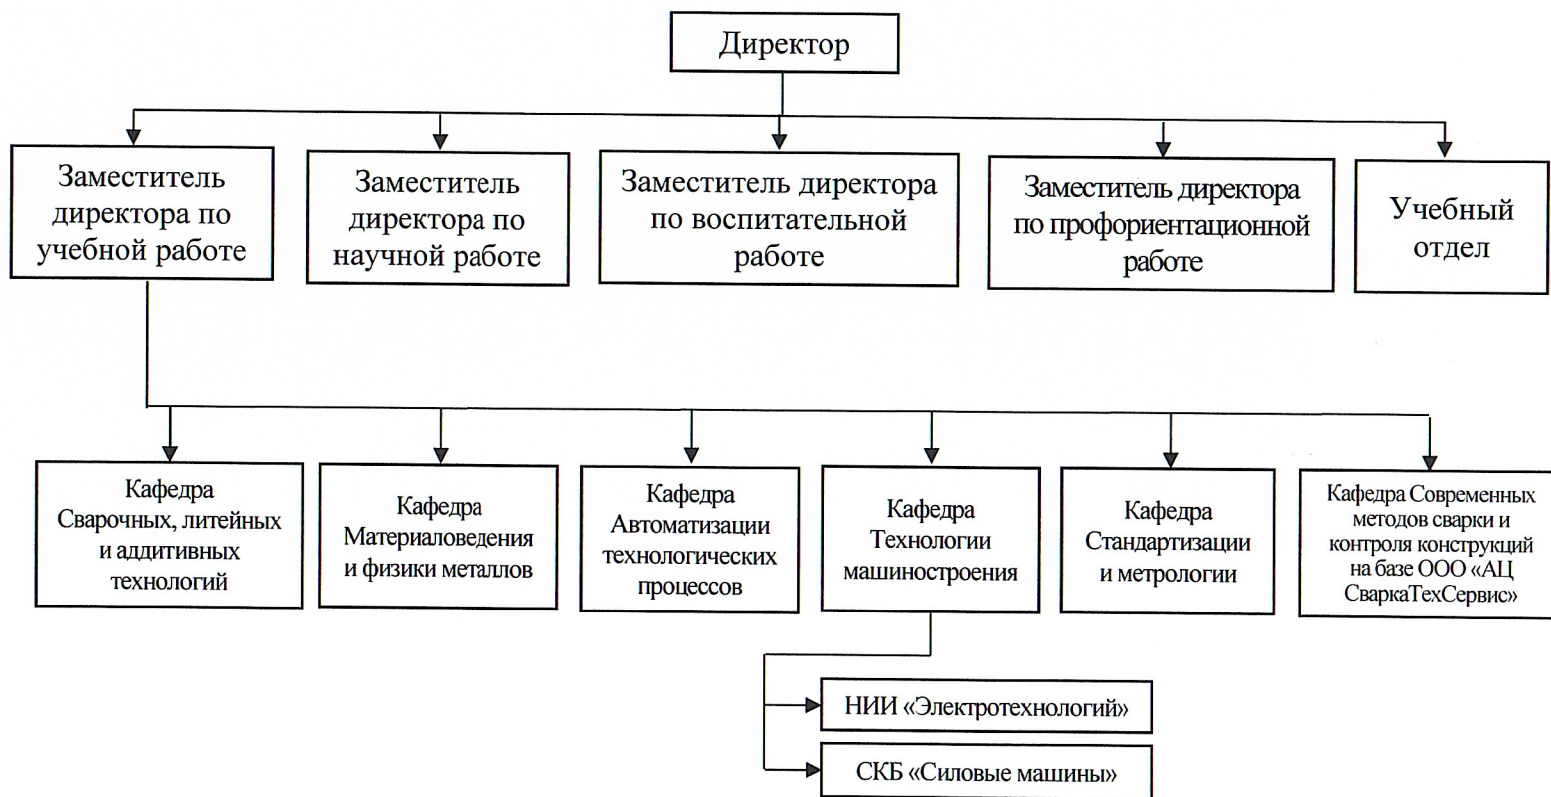 Директор
Заместитель
директора по
учебной работе
Заместитель
директора по
научной работе
Заместитель директора
по воспитательной
работе
Заместитель директора
по профориентационной
работе
Учебный
отдел
Кафедра
Сварочных, литейных
и аддитивных
технологий
Кафедра
Материаловедения
и физики металлов
Кафедра
Автоматизации
технологических
процессов
Кафедра
Технологии
машиностроения
Кафедра
Стандартизации
и метрологии
Кафедра Современных
методов сварки и
контроля конструкций
на базе ООО «АЦ
СваркаТехСервис»
НИИ «Электротехнологий»
СКБ «Силовые машины»